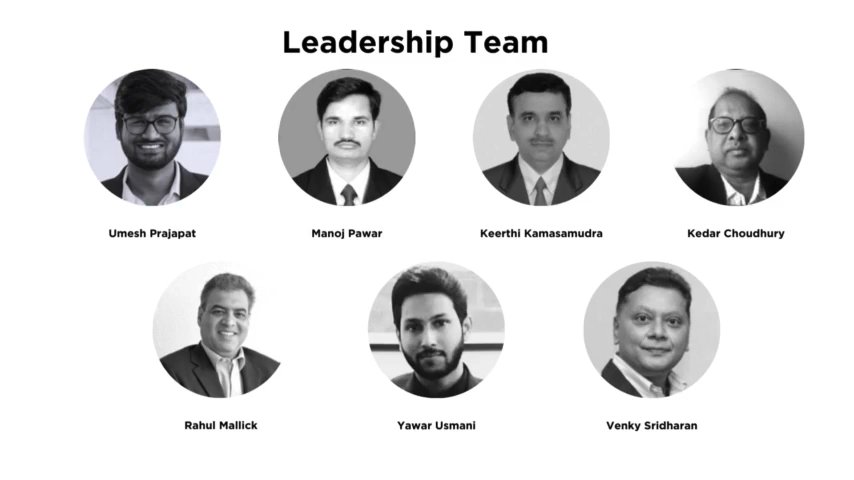 Leadership Team
Umesh Prajapat
Manoj Pawar
Keerthi Kamasamudra
Kedar Choudhury
Rahul Mallick
Yawar Usmani
Venky Sridharan